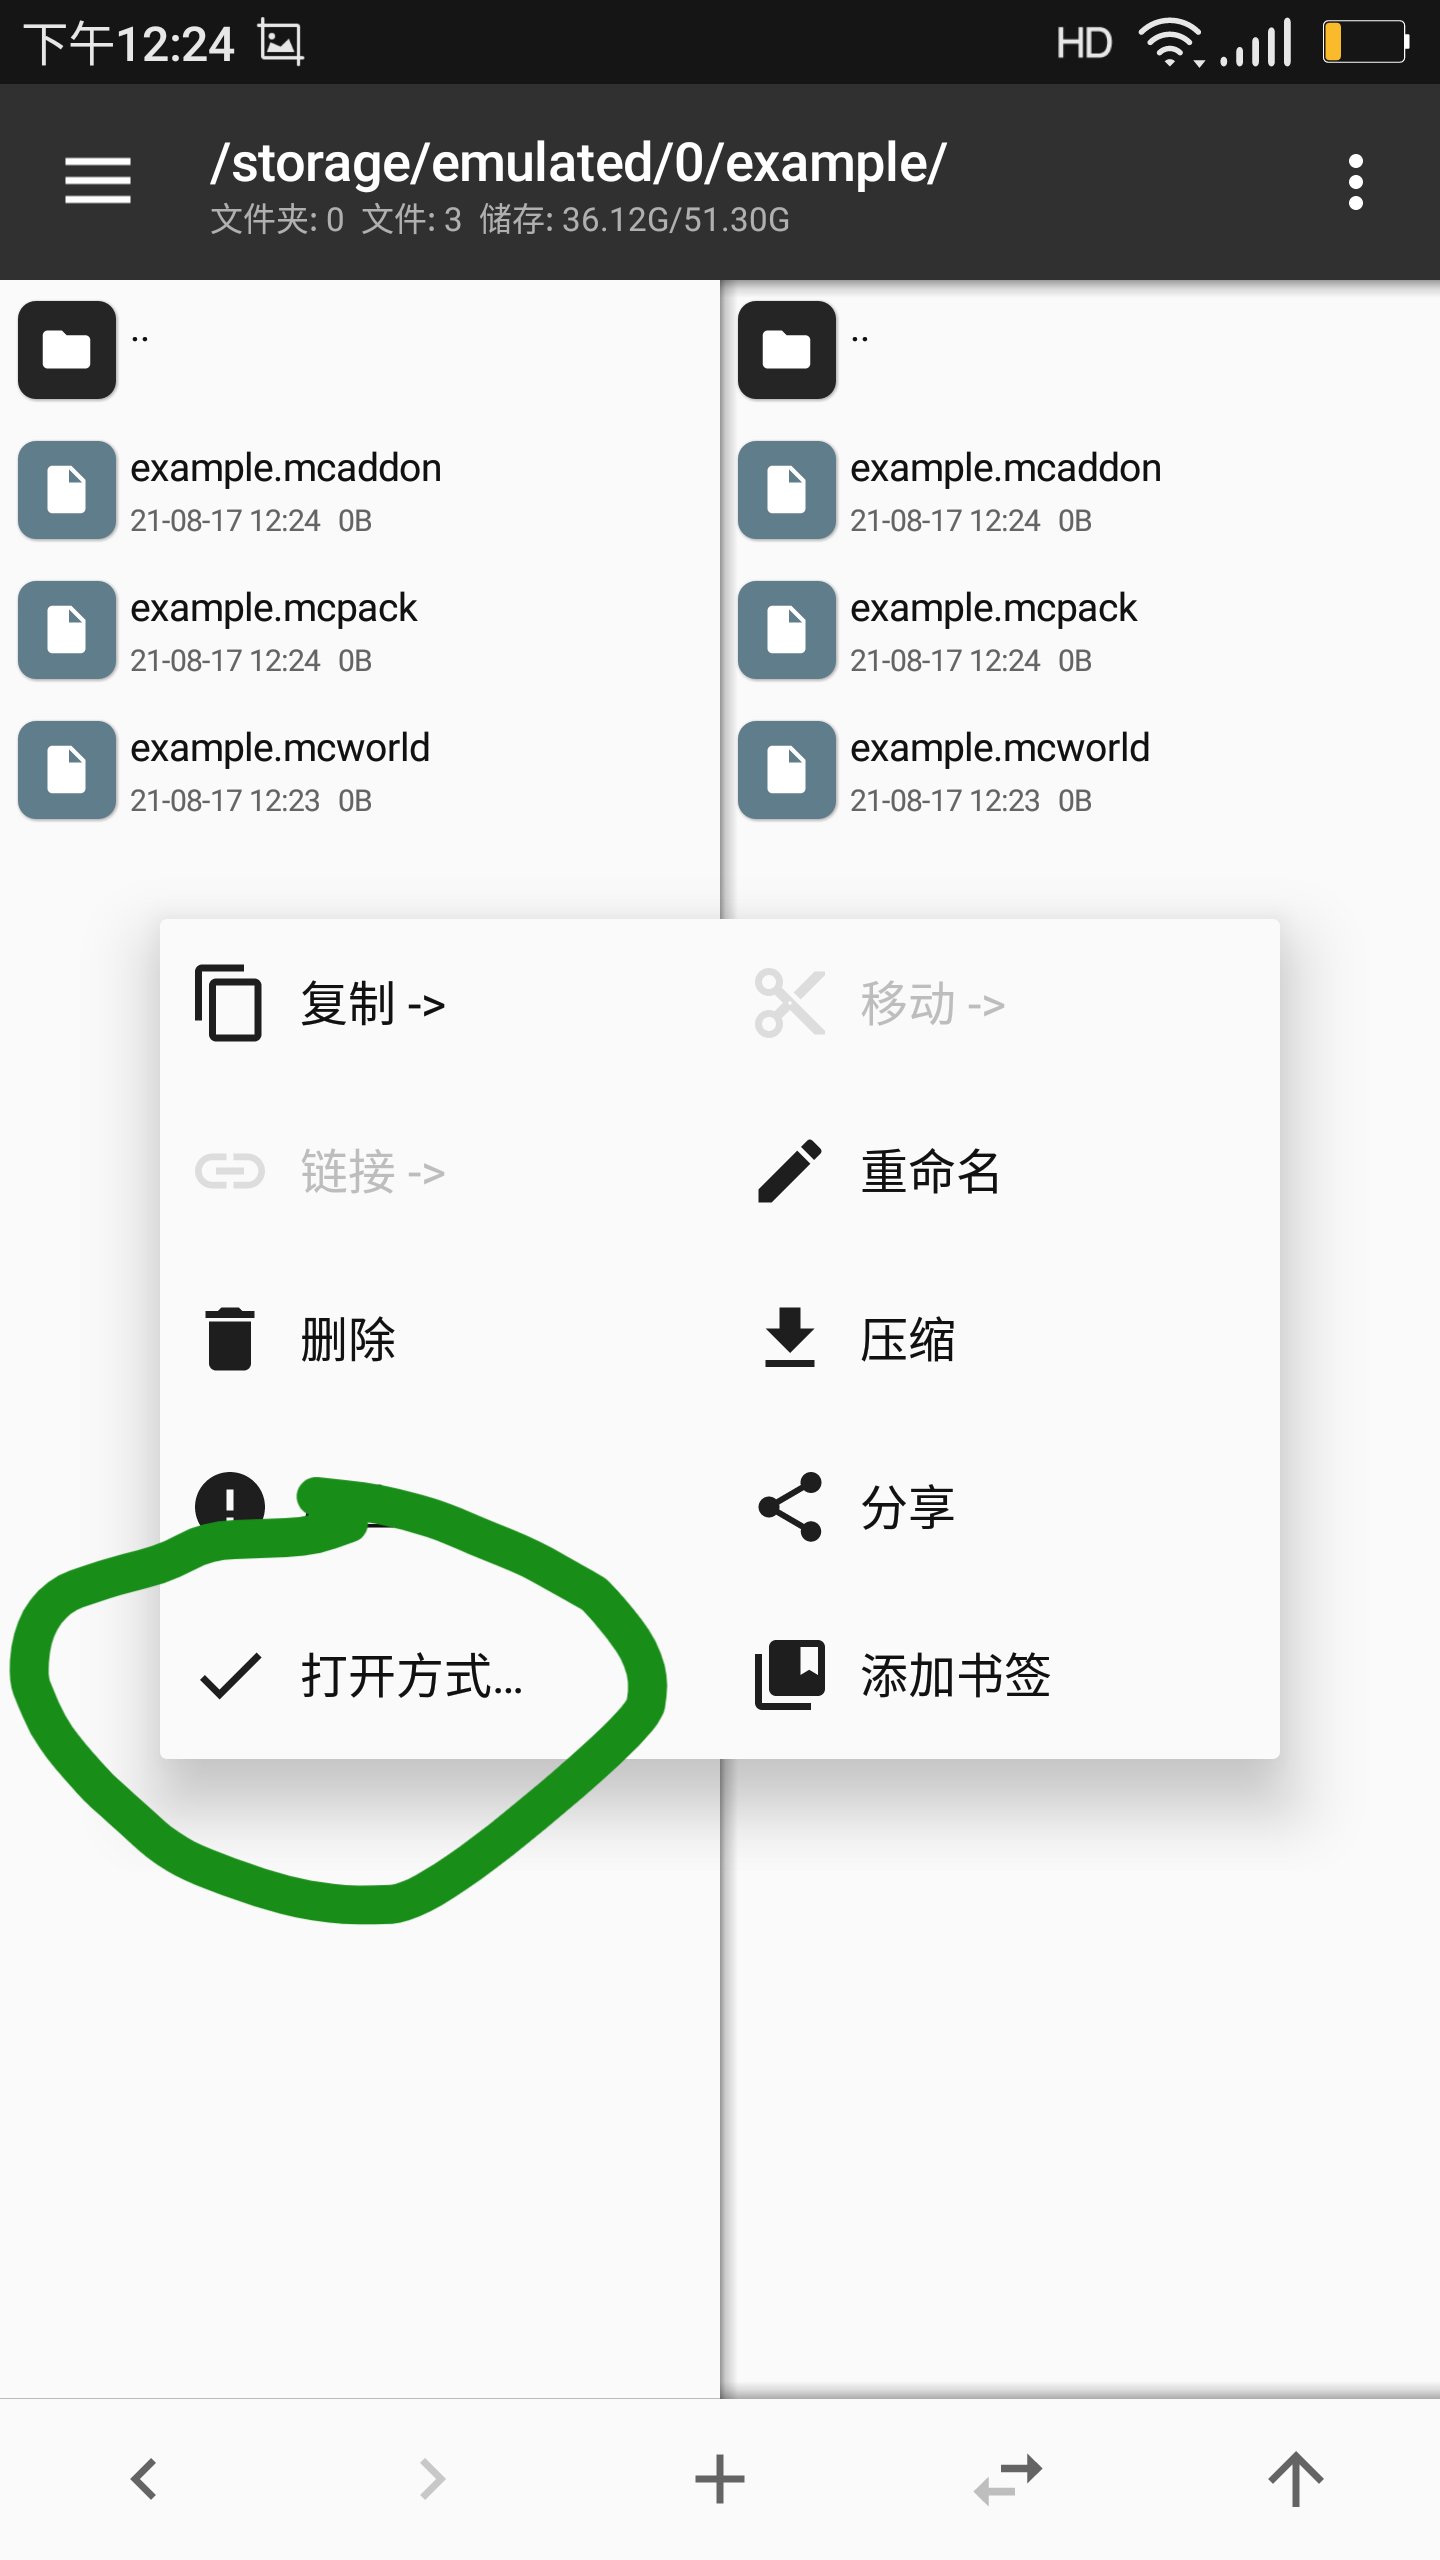 下午12:24
HD
/storage/emulated/0/example/
文件夹: 0 文件: 3 储存: 36.12G/51.30G
..
example.mcaddon
21-08-17 12:24 0B
example.mcpack
21-08-17 12:24 0B
example.mcworld
21-08-17 12:23 0B
..
example.mcaddon
21-08-17 12:24 0B
example.mcpack
21-08-17 12:24 0B
example.mcworld
21-08-17 12:23 0B
复制 ->
移动 ->
链接 ->
重命名
删除
压缩
分享
打开方式...
添加书签